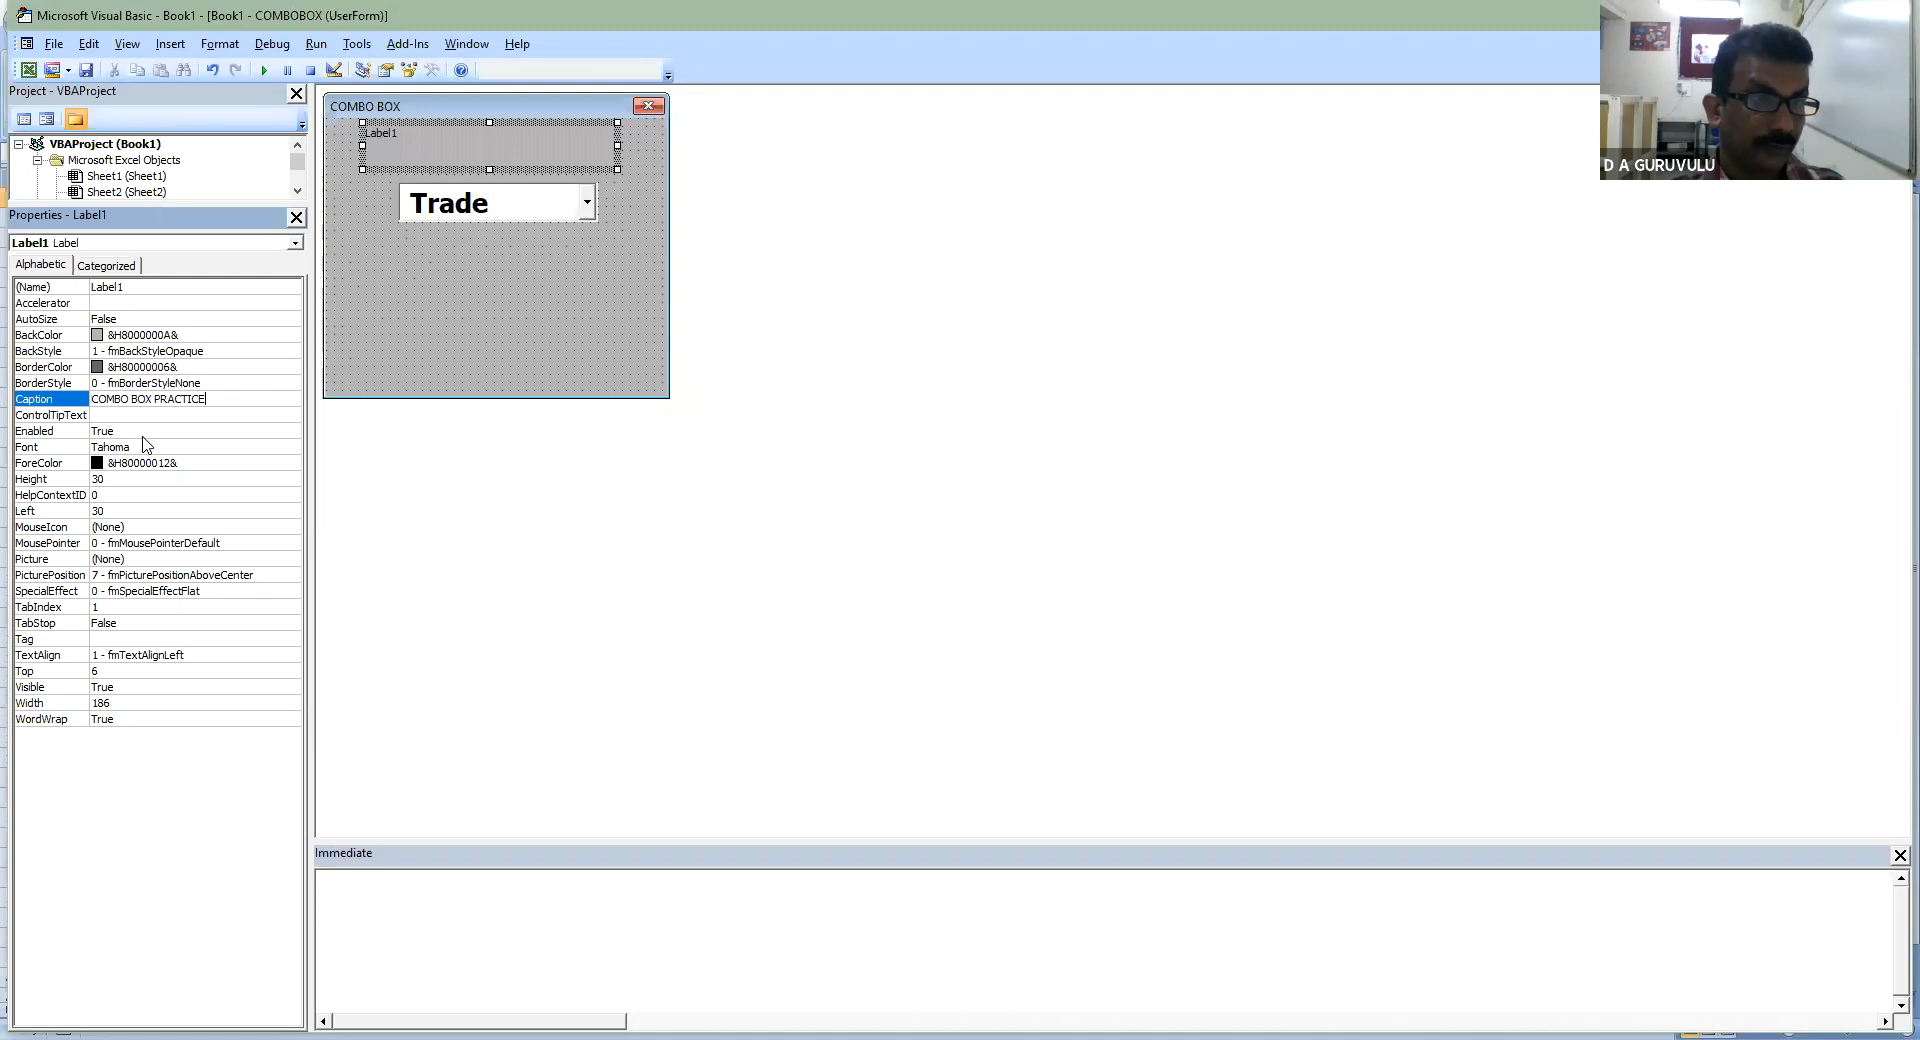 Microsoft Visual Basic - Book1 - [Book1 - COMBOBOX (UserForm)]
File Edit View Insert Format Debug Run Tools Add-Ins Window Help
Project - VBAProject
VBAProject (Book1)
Microsoft Excel Objects
Sheet1 (Sheet1)
Sheet2 (Sheet2)
Properties - Label1
Label1 Label
Alphabetic Categorized
(Name) Label1
Accelerator
AutoSize False
BackColor &H8000000A&
BackStyle 1 - fmBackStyleOpaque
BorderColor &H80000006&
BorderStyle 0 - fmBorderStyleNone
Caption COMBO BOX PRACTICE
ControlTipText
Enabled True
Font Tahoma
ForeColor &H80000012&
Height 30
HelpContextID 0
Left 30
MouseIcon (None)
MousePointer 0 - fmMousePointerDefault
Picture (None)
PicturePosition 7 - fmPicturePositionAboveCenter
SpecialEffect 0 - fmSpecialEffectFlat
TabIndex 1
TabStop False
Tag
TextAlign 1 - fmTextAlignLeft
Top 6
Visible True
Width 186
WordWrap True
COMBO BOX
Label1
Trade
Immediate
D A GURUVULU